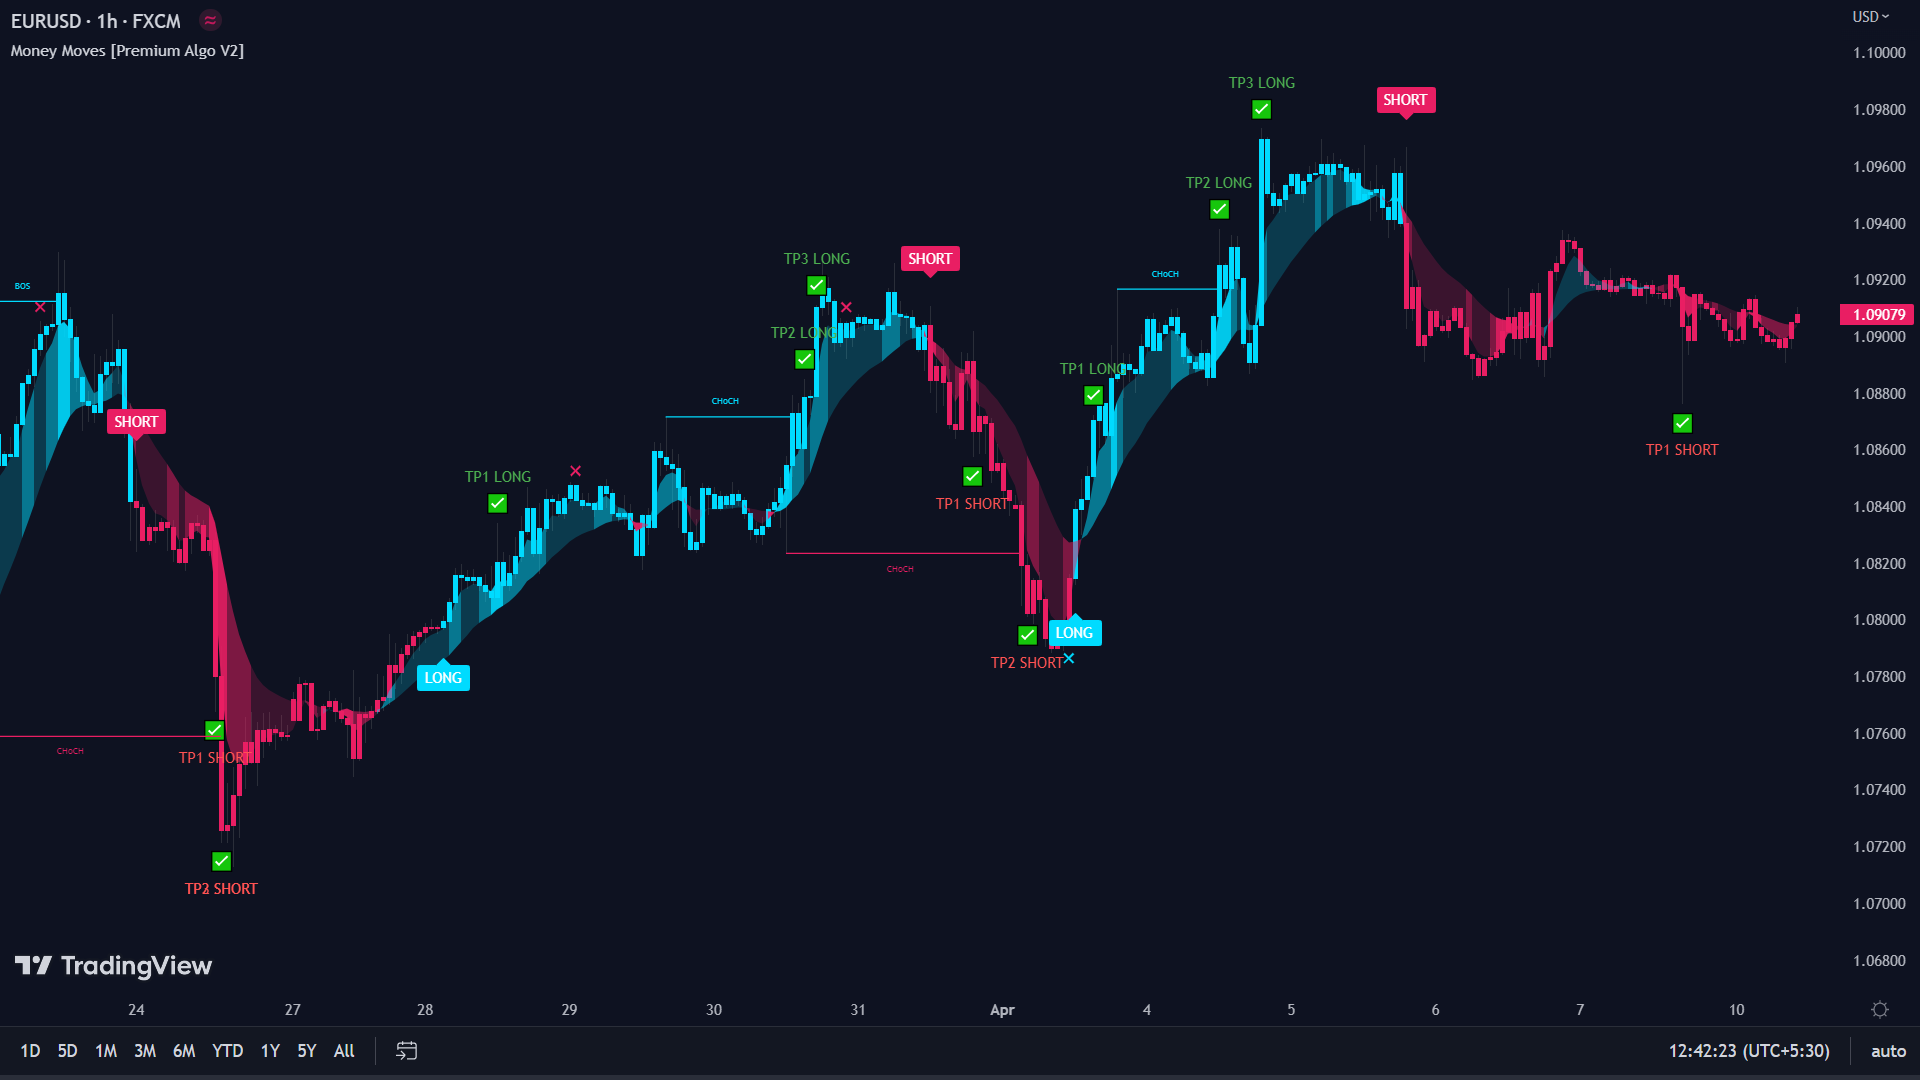 EURUSD · 1h · FXCM
Money Moves [Premium Algo V2]
USD
1.10000
TP3 LONG
SHORT
1.09800
1.09600
TP2 LONG
1.09400
TP3 LONG
SHORT
CHoCH
1.09200
BOS
1.09079
TP2 LONG
1.09000
TP1 LONG
1.08800
CHoCH
SHORT
TP1 SHORT
1.08600
TP1 LONG
TP1 SHORT
1.08400
CHoCH
1.08200
1.08000
LONG
TP2 SHORT
LONG
1.07800
1.07600
CHoCH
TP1 SHORT
1.07400
1.07200
TP2 SHORT
1.07000
TradingView
1.06800
24 27 28 29 30 31 Apr 4 5 6 7 10
1D 5D 1M 3M 6M YTD 1Y 5Y All
12:42:23 (UTC+5:30) auto